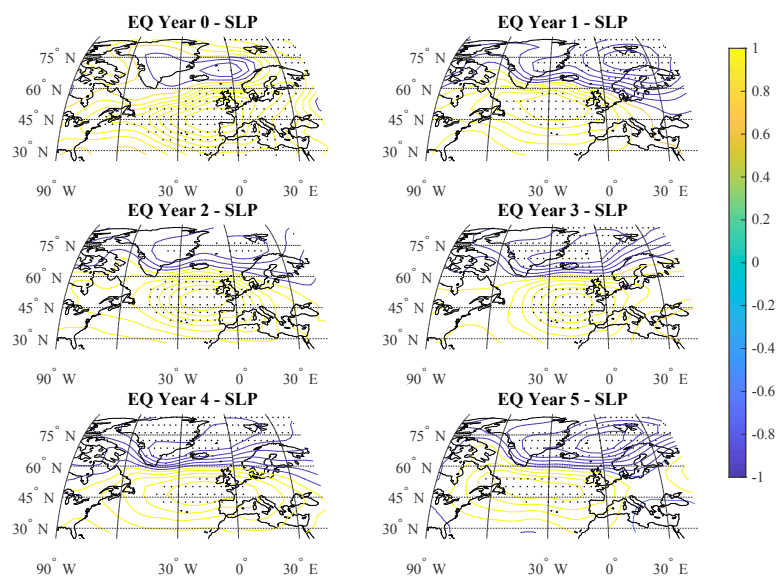 EQ Year 0 - SLP
75° N
60° N
45° N
30° N
90° W
30° W
0°
30° E
EQ Year 1 - SLP
75° N
60° N
45° N
30° N
90° W
30° W
0°
30° E
EQ Year 2 - SLP
75° N
60° N
45° N
30° N
90° W
30° W
0°
30° E
EQ Year 3 - SLP
75° N
60° N
45° N
30° N
90° W
30° W
0°
30° E
EQ Year 4 - SLP
75° N
60° N
45° N
30° N
90° W
30° W
0°
30° E
EQ Year 5 - SLP
75° N
60° N
45° N
30° N
90° W
30° W
0°
30° E
1
0.8
0.6
0.4
0.2
0
-0.2
-0.4
-0.6
-0.8
-1